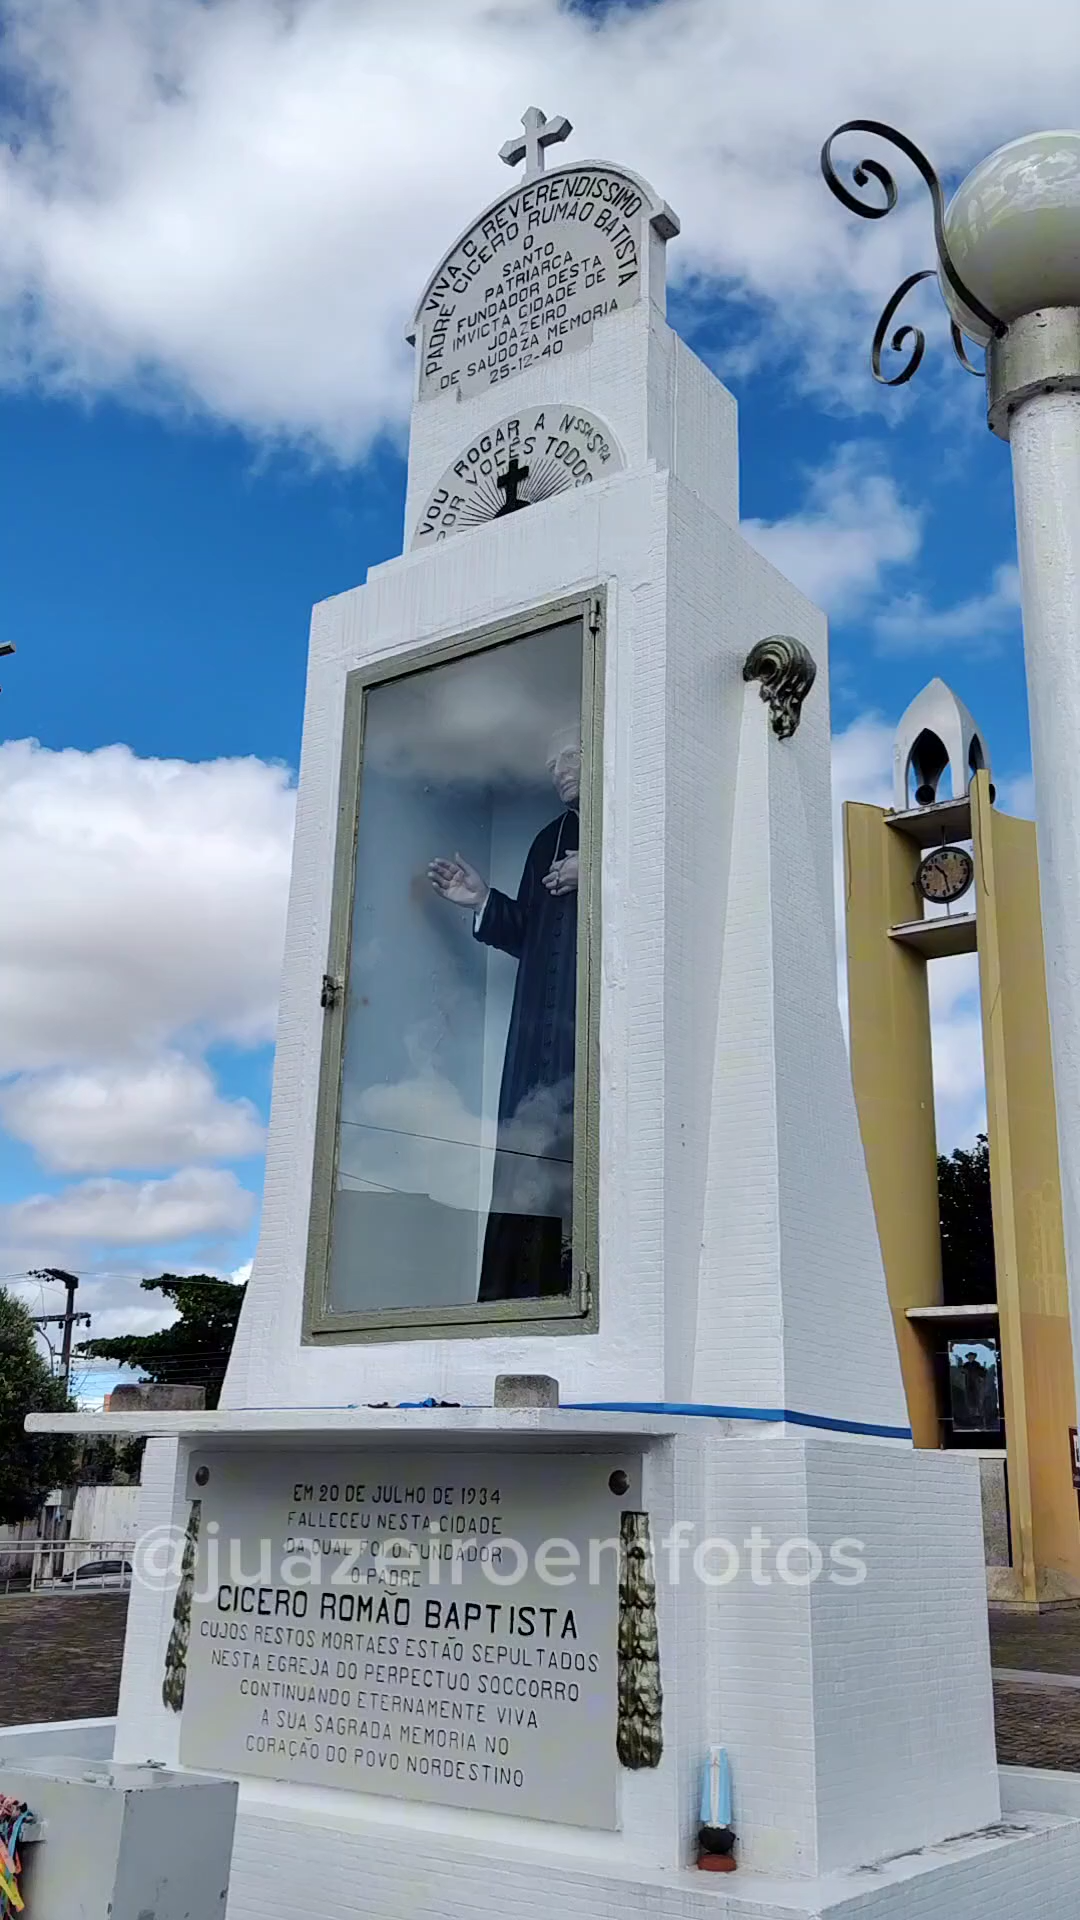 VIVA C REVERENDISSIMO
PADRE CICERO RUMÃO BATISTA
O
SANTO
PATRIARCA
FUNDADOR DESTA
IMVICTA CIDADE DE
JOAZEIRO
DE SAUDOZA MEMORIA
25-12-40
VOU ROGAR A Nssa Sra
POR VOCÊS TODOS
EM 20 DE JULHO DE 1934
FALLECEU NESTA CIDADE
DA QUAL FOI O FUNDADOR
O PADRE
CICERO ROMÃO BAPTISTA
CUJOS RESTOS MORTAES ESTÃO SEPULTADOS
NESTA EGREJA DO PERPECTUO SOCCORRO
CONTINUANDO ETERNAMENTE VIVA
A SUA SAGRADA MEMORIA NO
CORAÇÃO DO POVO NORDESTINO
@juazeiroemfotos